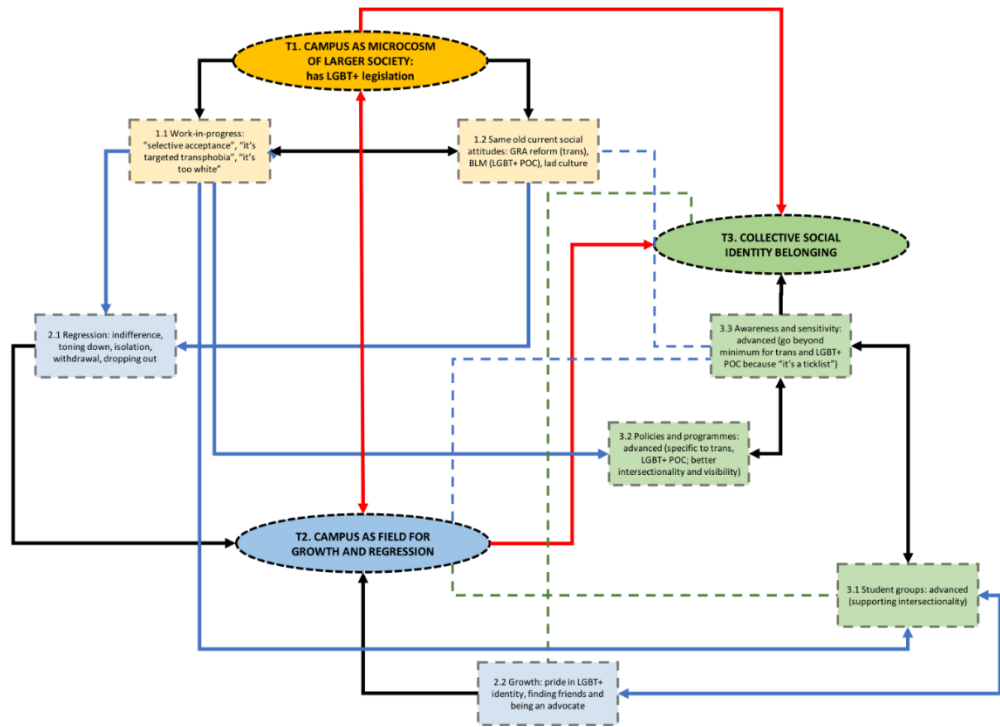 T1. CAMPUS AS MICROCOSM
OF LARGER SOCIETY:
has LGBT+ legislation
1.1 Work-in-progress:
“selective acceptance”, “it’s
targeted transphobia”, “it’s
too white”
1.2 Same old current social
attitudes: GRA reform (trans),
BLM (LGBT+ POC), lad culture
T3. COLLECTIVE SOCIAL
IDENTITY BELONGING
2.1 Regression: indifference,
toning down, isolation,
withdrawal, dropping out
3.3 Awareness and sensitivity:
advanced (go beyond
minimum for trans and LGBT+
POC because “it’s a ticklist”)
3.2 Policies and programmes:
advanced (specific to trans,
LGBT+ POC; better
intersectionality and visibility)
T2. CAMPUS AS FIELD FOR
GROWTH AND REGRESSION
3.1 Student groups: advanced
(supporting intersectionality)
2.2 Growth: pride in LGBT+
identity, finding friends and
being an advocate